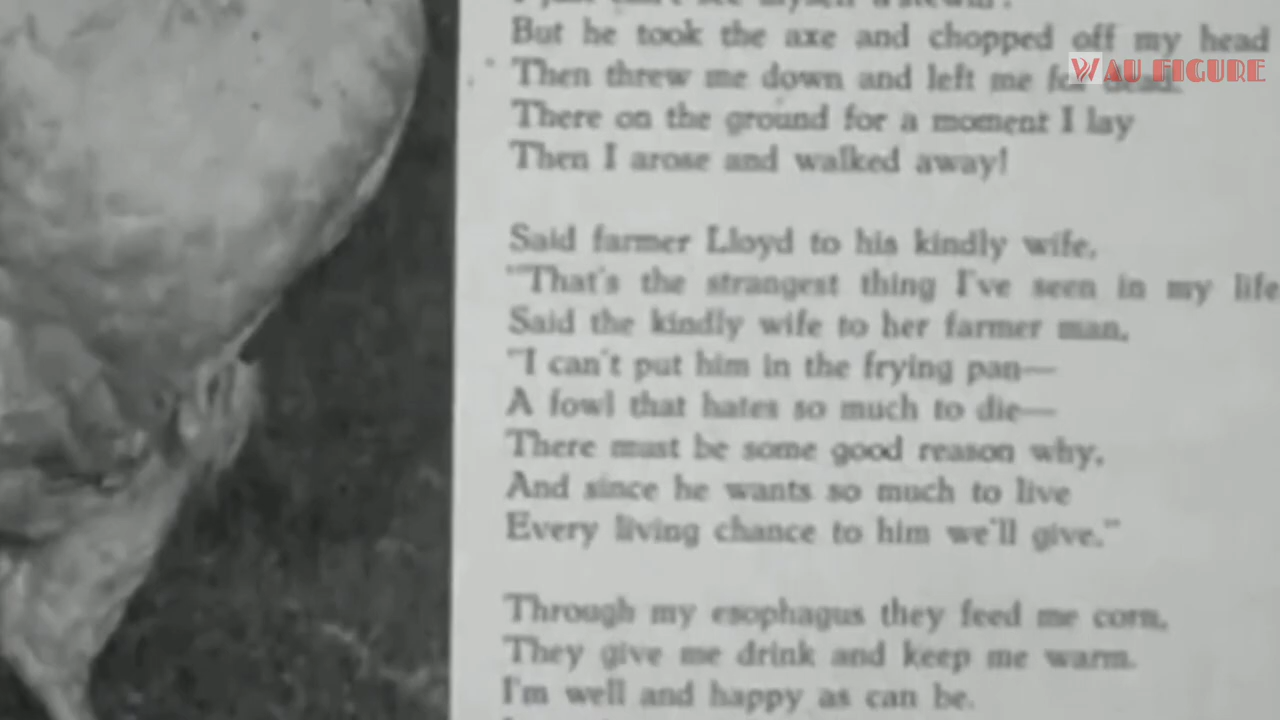 But he took the axe and chopped off my head
Then threw me down and left me for dead.
There on the ground for a moment I lay
Then I arose and walked away!
Said farmer Lloyd to his kindly wife,
"That's the strangest thing I've seen in my life
Said the kindly wife to her farmer man,
"I can't put him in the frying pan—
A fowl that hates so much to die—
There must be some good reason why,
And since he wants so much to live
Every living chance to him we'll give."
Through my esophagus they feed me corn,
They give me drink and keep me warm.
I'm well and happy as can be.
WAU FIGURE